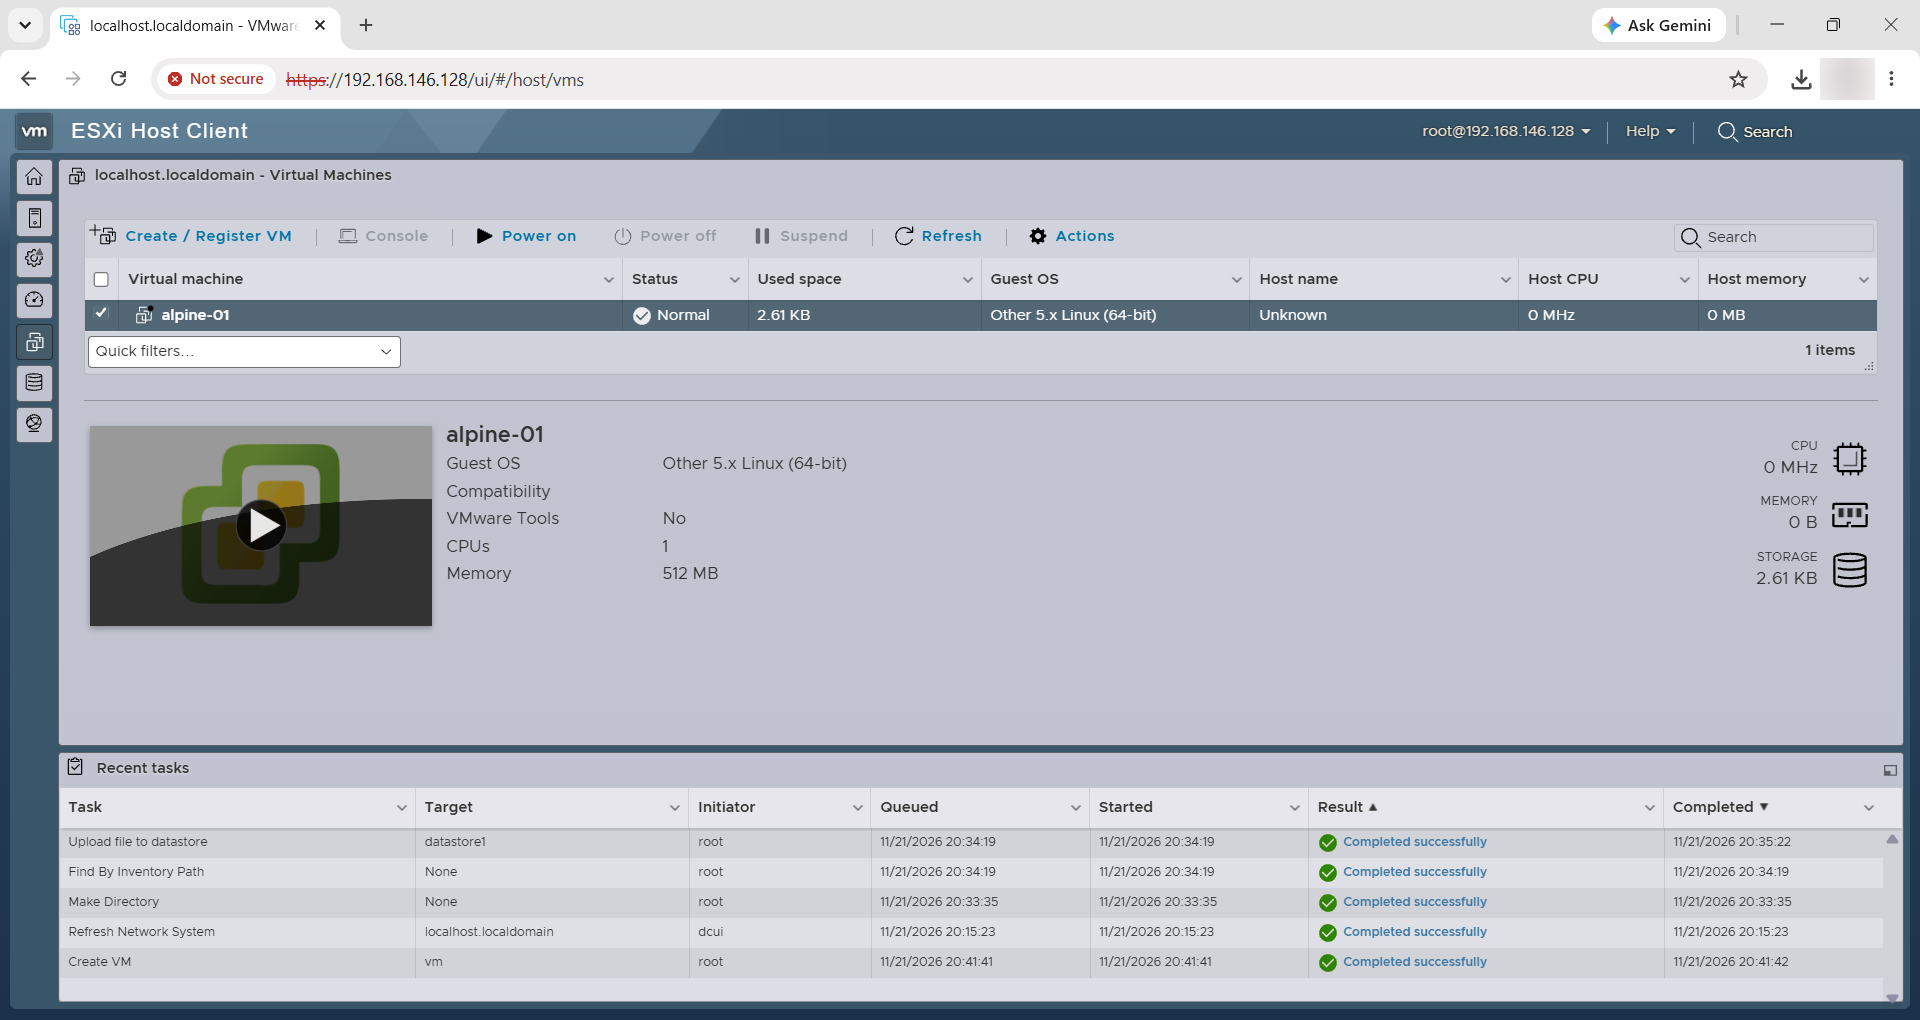 localhost.localdomain - VMware
Ask Gemini
Not secure https://192.168.146.128/ui/#/host/vms
vm ESXi Host Client root@192.168.146.128 Help Search
localhost.localdomain - Virtual Machines
Create / Register VM Console Power on Power off Suspend Refresh Actions Search
Virtual machine Status Used space Guest OS Host name Host CPU Host memory
alpine-01 Normal 2.61 KB Other 5.x Linux (64-bit) Unknown 0 MHz 0 MB
Quick filters... 1 items
alpine-01
Guest OS Other 5.x Linux (64-bit)
Compatibility
VMware Tools No
CPUs 1
Memory 512 MB
CPU
0 MHz
MEMORY
0 B
STORAGE
2.61 KB
Recent tasks
Task Target Initiator Queued Started Result Completed
Upload file to datastore datastore1 root 11/21/2026 20:34:19 11/21/2026 20:34:19 Completed successfully 11/21/2026 20:35:22
Find By Inventory Path None root 11/21/2026 20:34:19 11/21/2026 20:34:19 Completed successfully 11/21/2026 20:34:19
Make Directory None root 11/21/2026 20:33:35 11/21/2026 20:33:35 Completed successfully 11/21/2026 20:33:35
Refresh Network System localhost.localdomain dcui 11/21/2026 20:15:23 11/21/2026 20:15:23 Completed successfully 11/21/2026 20:15:23
Create VM vm root 11/21/2026 20:41:41 11/21/2026 20:41:41 Completed successfully 11/21/2026 20:41:42